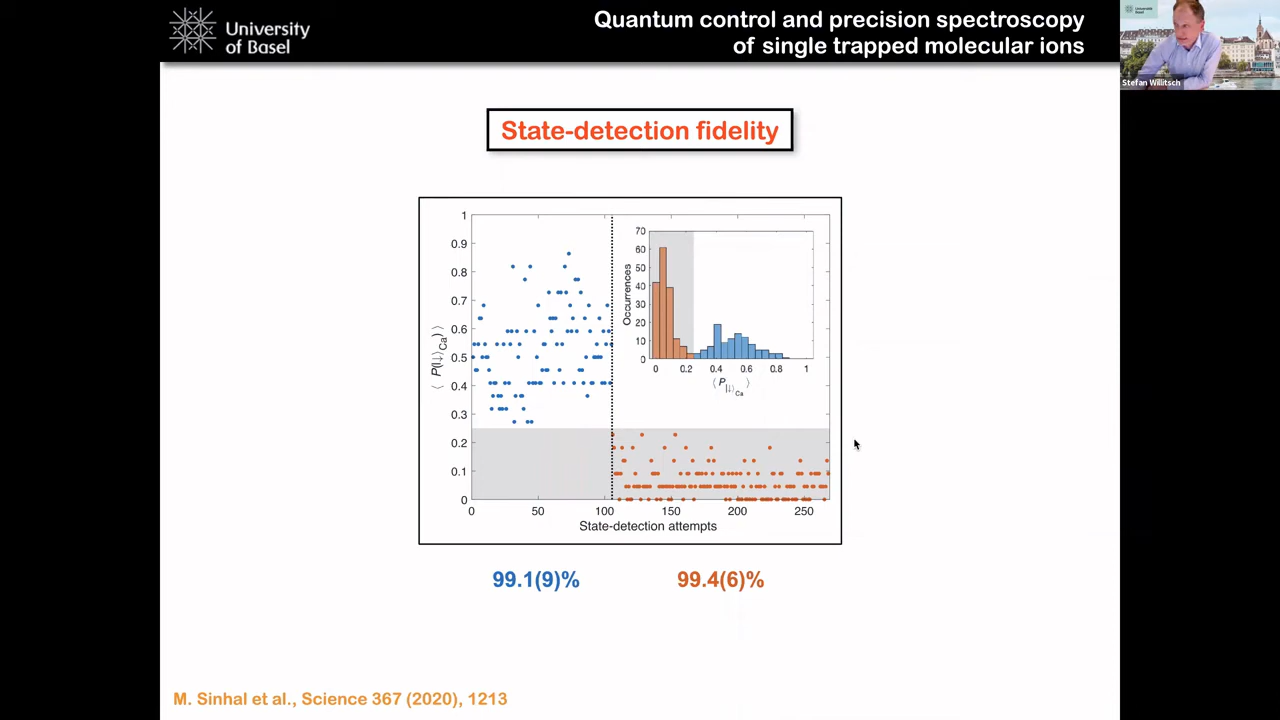 University
of Basel
Quantum control and precision spectroscopy
of single trapped molecular ions
Universität
Basel
Stefan Willitsch
State-detection fidelity
⟨ P(|↓⟩Ca) ⟩
1
0.9
0.8
0.7
0.6
0.5
0.4
0.3
0.2
0.1
0
0 50 100 150 200 250
State-detection attempts
Occurrences
70
60
50
40
30
20
10
0
0 0.2 0.4 0.6 0.8 1
⟨ P|↓⟩Ca ⟩
99.1(9)% 99.4(6)%
M. Sinhal et al., Science 367 (2020), 1213